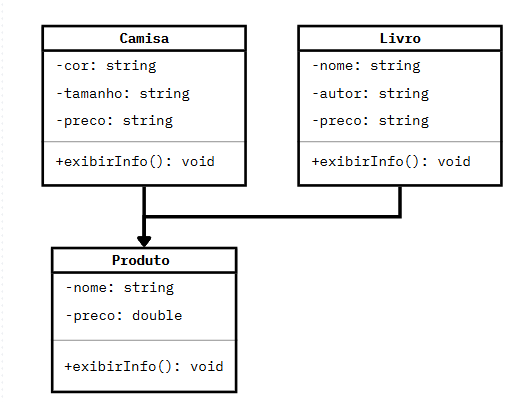 Camisa
-cor: string
-tamanho: string
-preco: string
+exibirInfo(): void
Livro
-nome: string
-autor: string
-preco: string
+exibirInfo(): void
Produto
-nome: string
-preco: double
+exibirInfo(): void